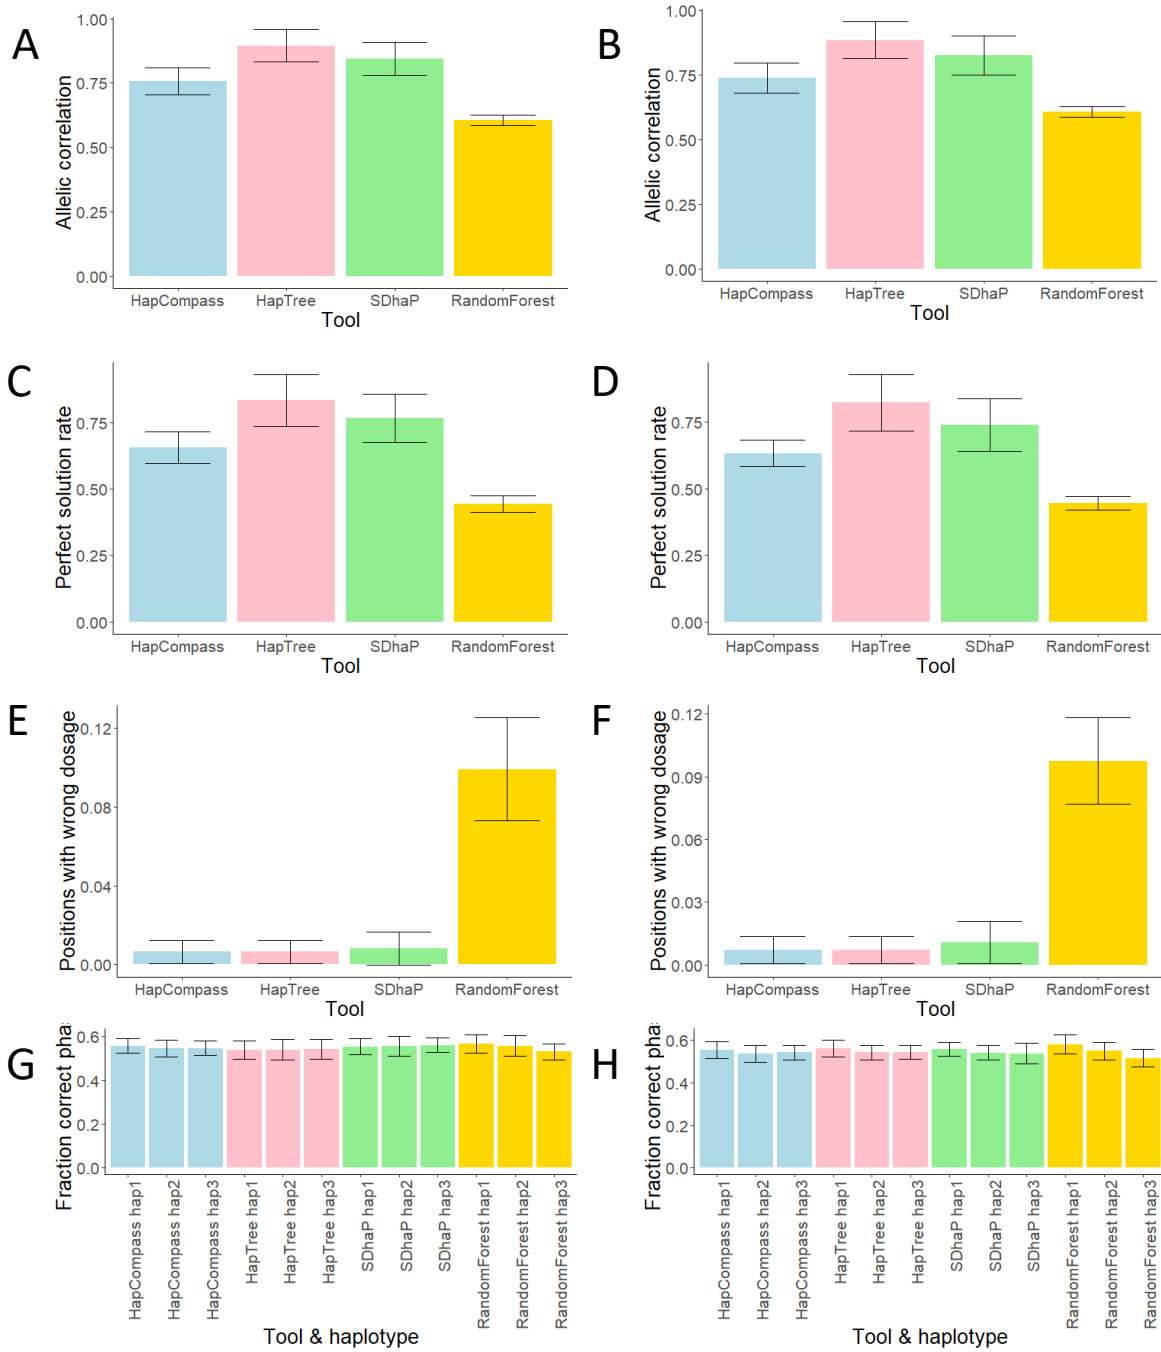 A
Allelic correlation
1.00
0.75
0.50
0.25
0.00
HapCompass HapTree SDhaP RandomForest
Tool
B
Allelic correlation
1.00
0.75
0.50
0.25
0.00
HapCompass HapTree SDhaP RandomForest
Tool
C
Perfect solution rate
0.75
0.50
0.25
0.00
HapCompass HapTree SDhaP RandomForest
Tool
D
Perfect solution rate
0.75
0.50
0.25
0.00
HapCompass HapTree SDhaP RandomForest
Tool
E
Positions with wrong dosage
0.12
0.08
0.04
0.00
HapCompass HapTree SDhaP RandomForest
Tool
F
Positions with wrong dosage
0.12
0.09
0.06
0.03
0.00
HapCompass HapTree SDhaP RandomForest
Tool
G
Fraction correct pha
0.6
0.4
0.2
0.0
HapCompass hap1
HapCompass hap2
HapCompass hap3
HapTree hap1
HapTree hap2
HapTree hap3
SDhaP hap1
SDhaP hap2
SDhaP hap3
RandomForest hap1
RandomForest hap2
RandomForest hap3
Tool & haplotype
H
Fraction correct pha
0.6
0.4
0.2
0.0
HapCompass hap1
HapCompass hap2
HapCompass hap3
HapTree hap1
HapTree hap2
HapTree hap3
SDhaP hap1
SDhaP hap2
SDhaP hap3
RandomForest hap1
RandomForest hap2
RandomForest hap3
Tool & haplotype